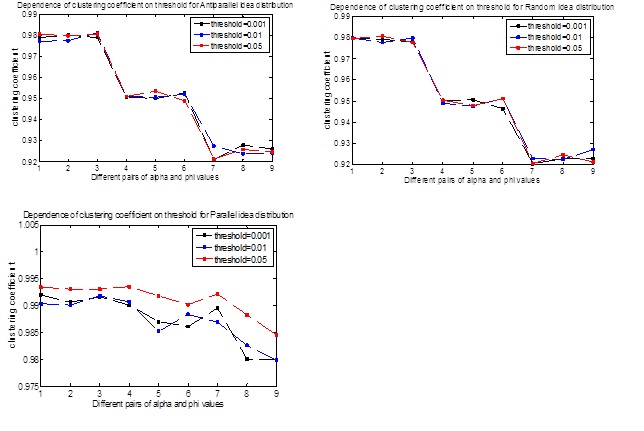 Dependence of clustering coefficient on threshold for Antiparallel idea distribution
0.99
0.98
0.97
0.96
0.95
0.94
0.93
0.92
clustering coefficient
threshold=0.001
threshold=0.01
threshold=0.05
1 2 3 4 5 6 7 8 9
Different pairs of alpha and phi values
Dependence of clustering coefficient on threshold for Random idea distribution
0.99
0.98
0.97
0.96
0.95
0.94
0.93
0.92
clustering coefficient
threshold=0.001
threshold=0.01
threshold=0.05
1 2 3 4 5 6 7 8 9
Different pairs of alpha and phi values
Dependence of clustering coefficient on threshold for Parallel idea distribution
1.005
1
0.995
0.99
0.985
0.98
0.975
clustering coefficient
threshold=0.001
threshold=0.01
threshold=0.05
1 2 3 4 5 6 7 8 9
Different pairs of alpha and phi values